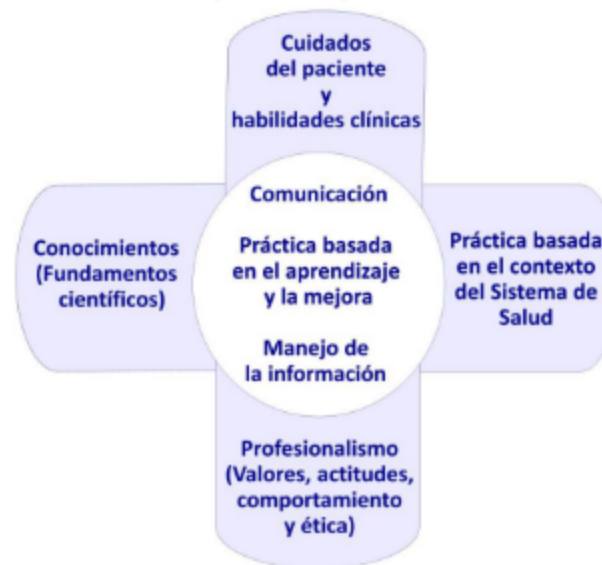 Cuidados
del paciente
y
habilidades clínicas
Comunicación
Práctica basada
en el aprendizaje
y la mejora
Manejo de
la información
Conocimientos
(Fundamentos
científicos)
Práctica basada
en el contexto
del Sistema de
Salud
Profesionalismo
(Valores, actitudes,
comportamiento
y ética)